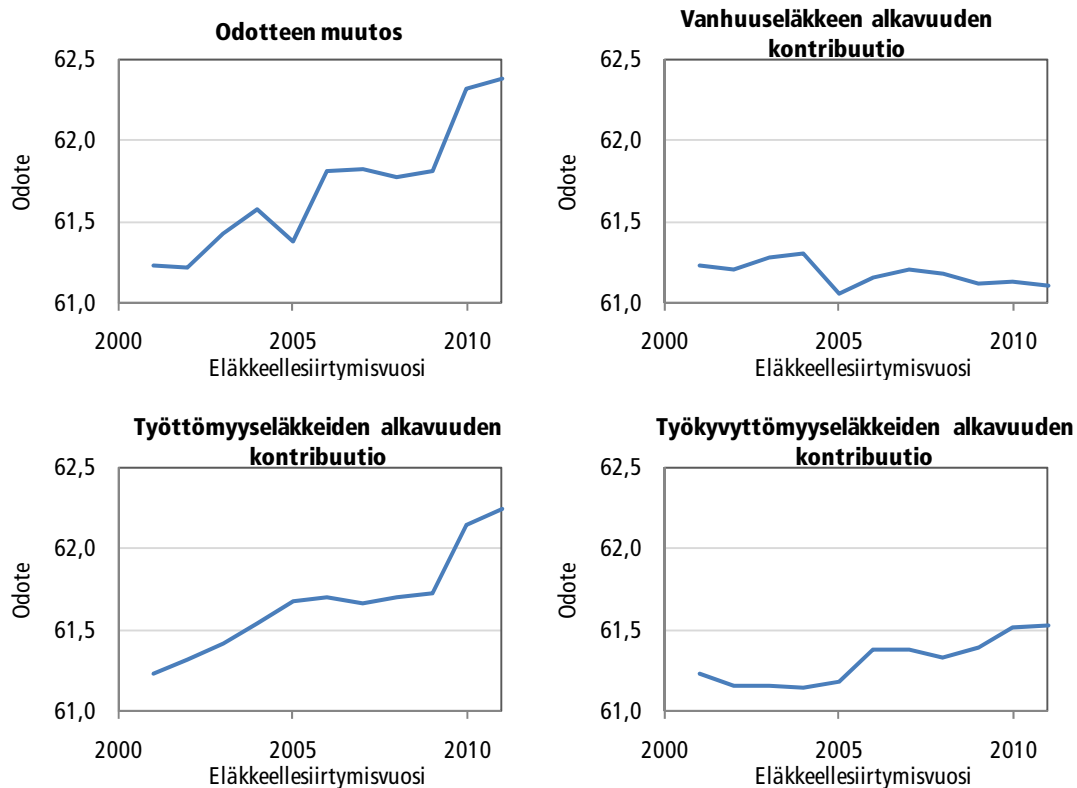 Odotteen muutos
62,5
62,0
61,5
61,0
Odote
2000
2005
2010
Eläkkeellesiirtymisvuosi
Vanhuuseläkkeen alkavuuden
kontribuutio
62,5
62,0
61,5
61,0
Odote
2000
2005
2010
Eläkkeellesiirtymisvuosi
Työttömyyseläkkeiden alkavuuden
kontribuutio
62,5
62,0
61,5
61,0
Odote
2000
2005
2010
Eläkkeellesiirtymisvuosi
Työkyvyttömyyseläkkeiden alkavuuden
kontribuutio
62,5
62,0
61,5
61,0
Odote
2000
2005
2010
Eläkkeellesiirtymisvuosi